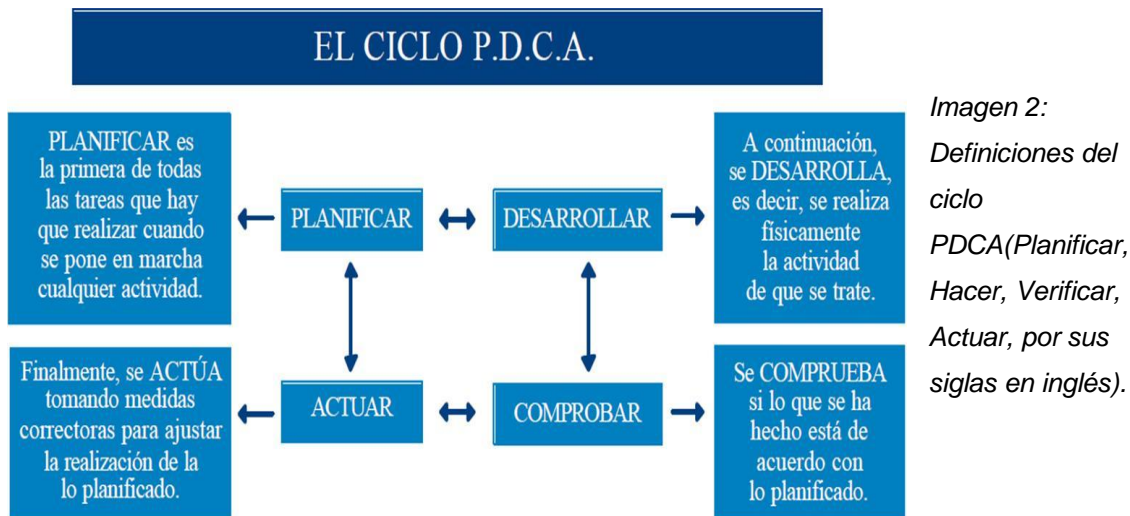 EL CICLO P.D.C.A.
PLANIFICAR es
la primera de todas
las tareas que hay
que realizar cuando
se pone en marcha
cualquier actividad.
PLANIFICAR
DESARROLLAR
A continuación,
se DESARROLLA,
es decir, se realiza
físicamente
la actividad
de que se trate.
Finalmente, se ACTÚA
tomando medidas
correctoras para ajustar
la realización de la
lo planificado.
ACTUAR
COMPROBAR
Se COMPRUEBA
si lo que se ha
hecho está de
acuerdo con
lo planificado.
Imagen 2:
Definiciones del
ciclo
PDCA(Planificar,
Hacer, Verificar,
Actuar, por sus
siglas en inglés).